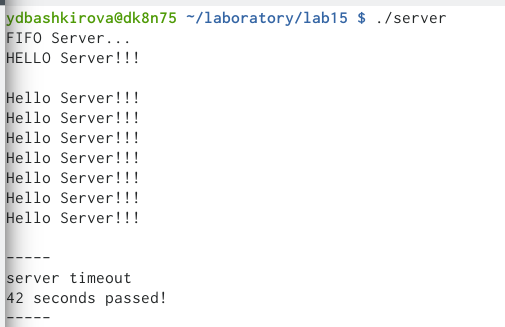 ydbashkirova@dk8n75 ~/laboratory/lab15 $ ./server
FIFO Server...
HELLO Server!!!
Hello Server!!!
Hello Server!!!
Hello Server!!!
Hello Server!!!
Hello Server!!!
Hello Server!!!
Hello Server!!!
-----
server timeout
42 seconds passed!
-----